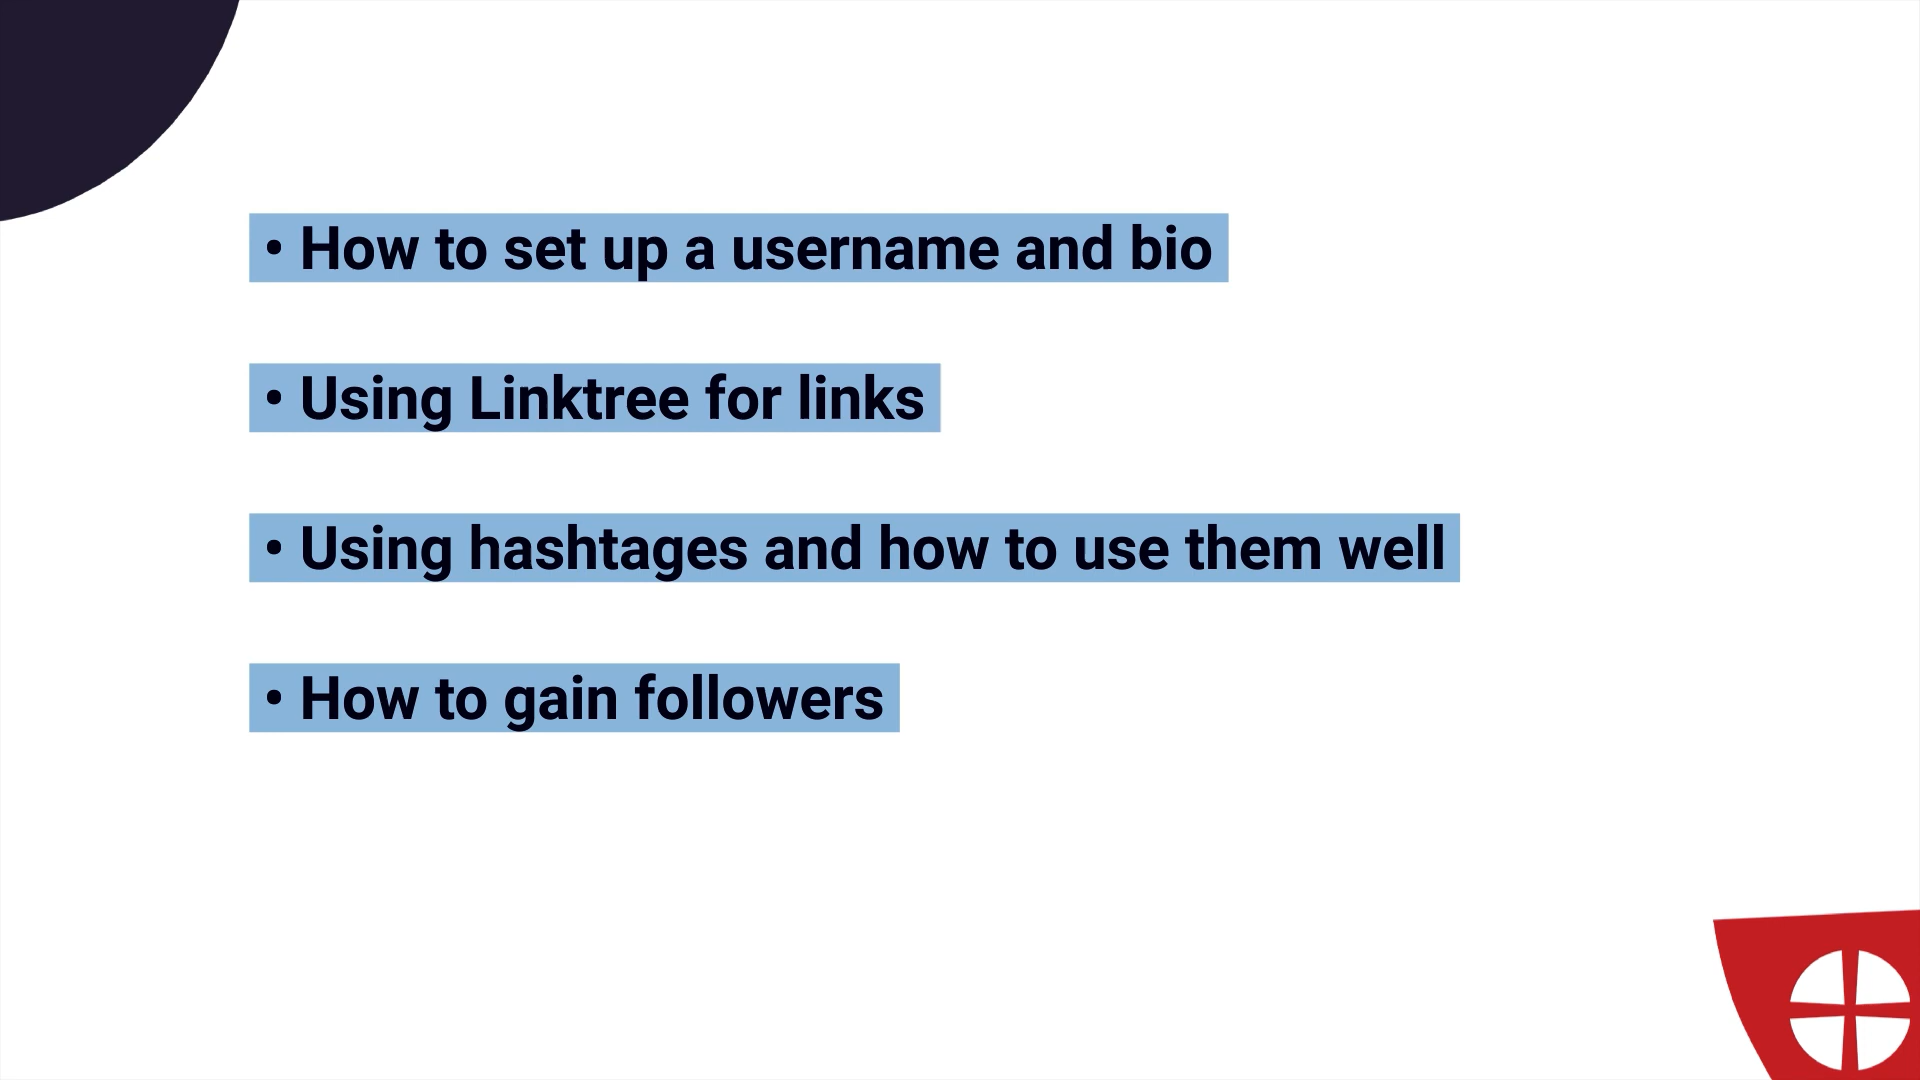 • How to set up a username and bio
• Using Linktree for links
• Using hashtages and how to use them well
• How to gain followers